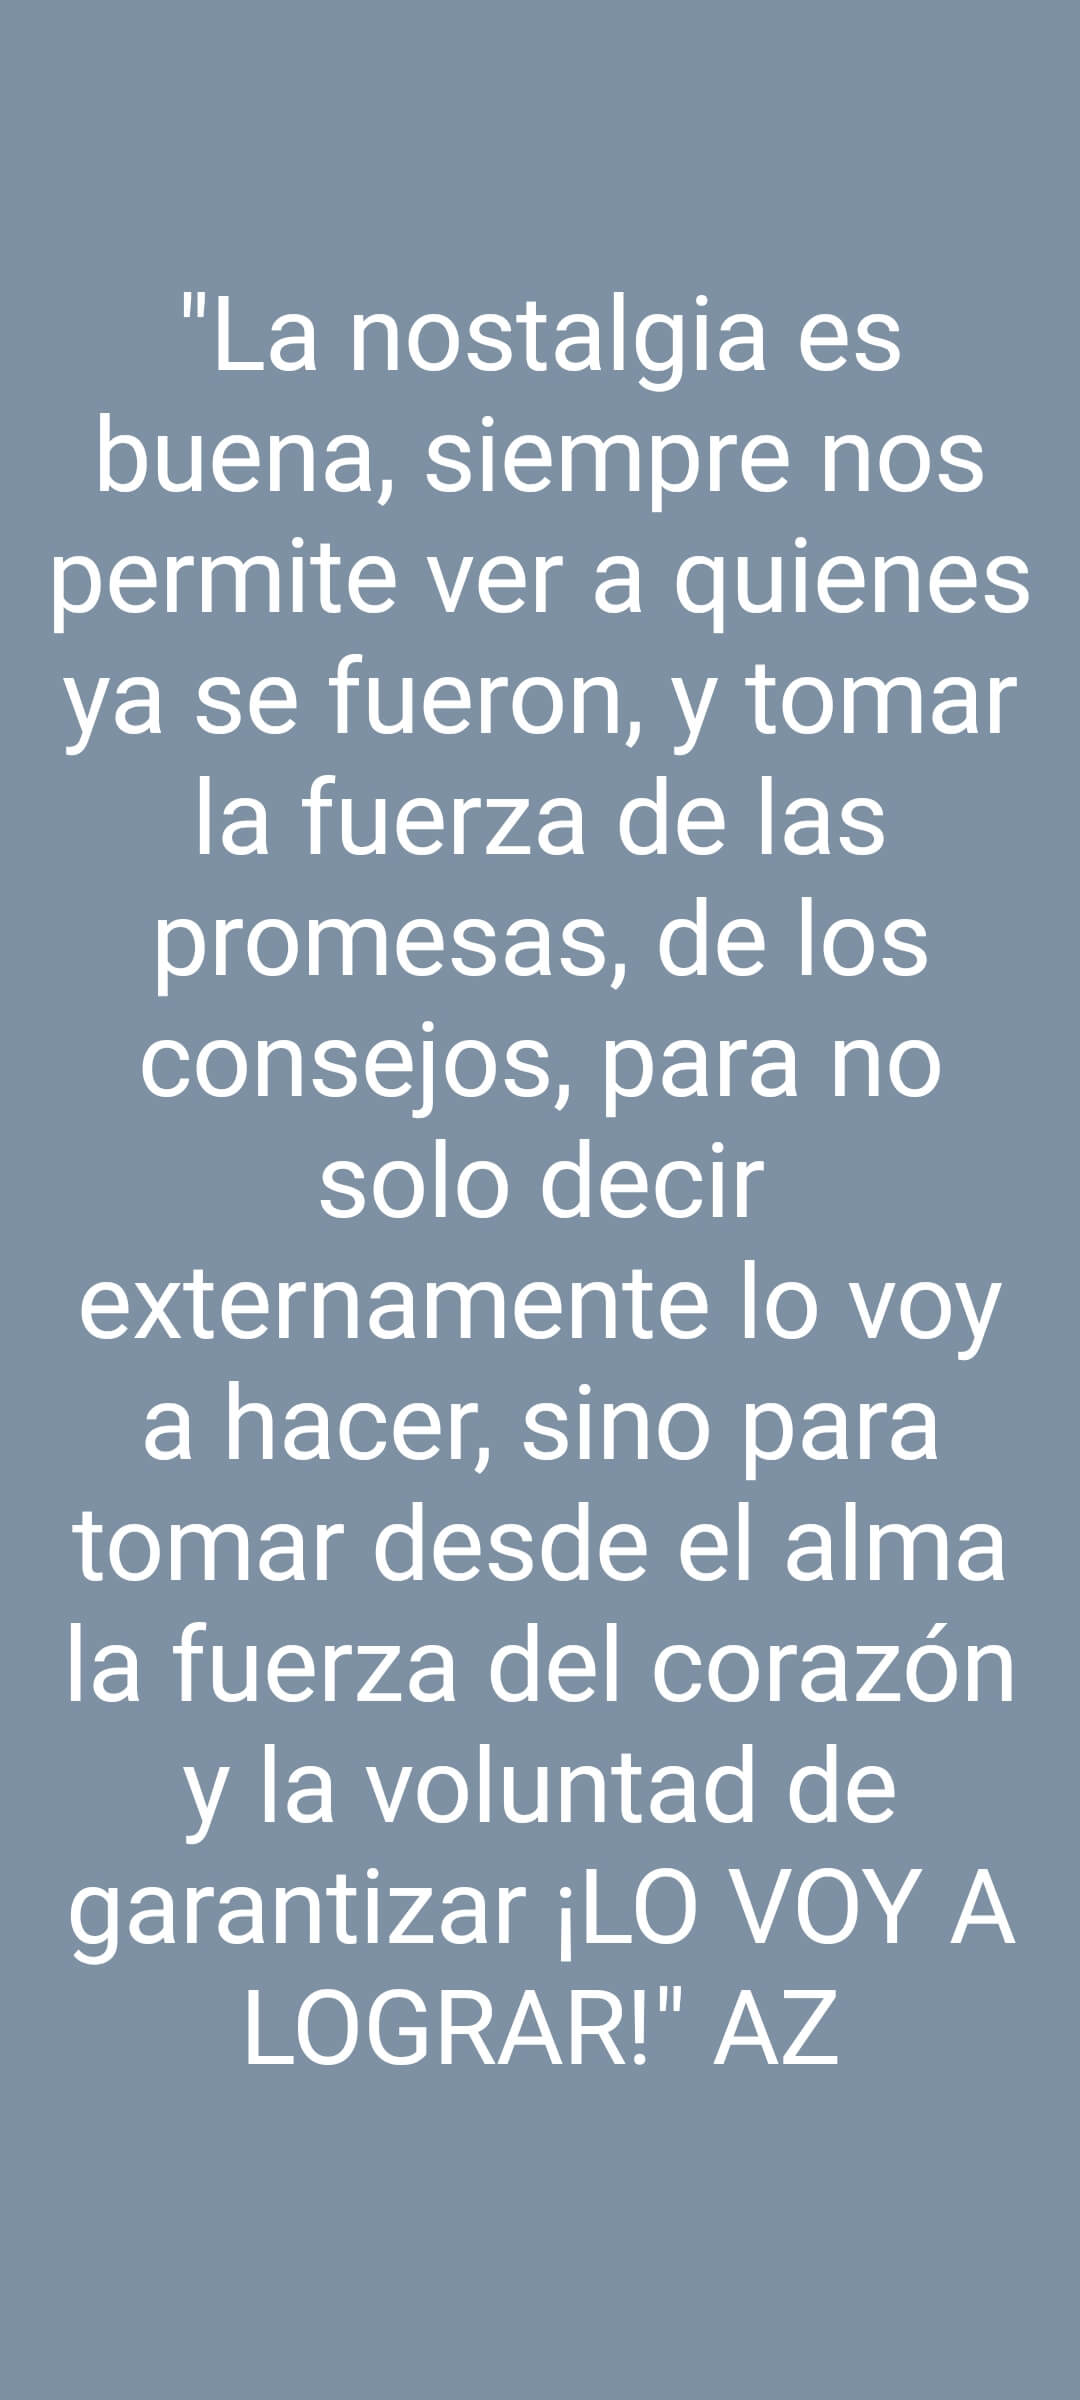 "La nostalgia es
buena, siempre nos
permite ver a quienes
ya se fueron, y tomar
la fuerza de las
promesas, de los
consejos, para no
solo decir
externamente lo voy
a hacer, sino para
tomar desde el alma
la fuerza del corazón
y la voluntad de
garantizar ¡LO VOY A
LOGRAR!" AZ